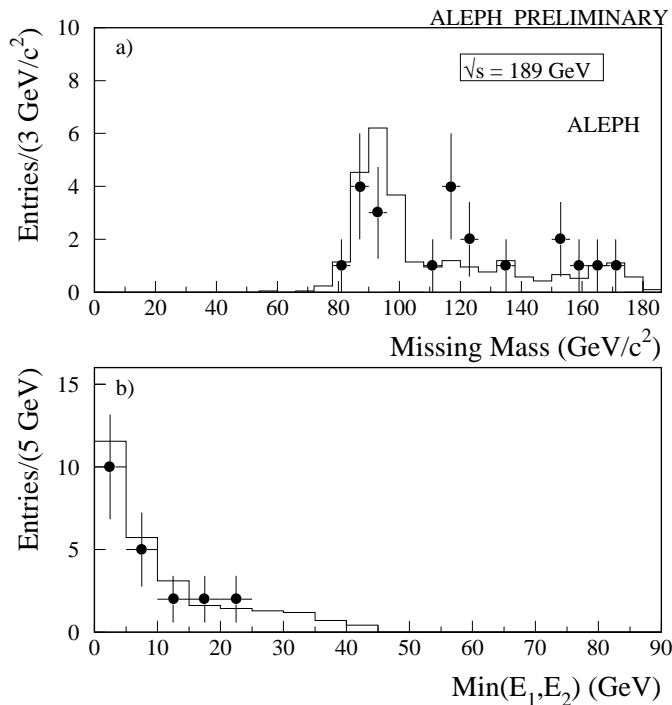 ALEPH PRELIMINARY
a)
√s = 189 GeV
ALEPH
Entries/(3 GeV/c²)
10
8
6
4
2
0
0 20 40 60 80 100 120 140 160 180
Missing Mass (GeV/c²)
b)
Entries/(5 GeV)
15
10
5
0
0 10 20 30 40 50 60 70 80 90
Min(E₁,E₂) (GeV)